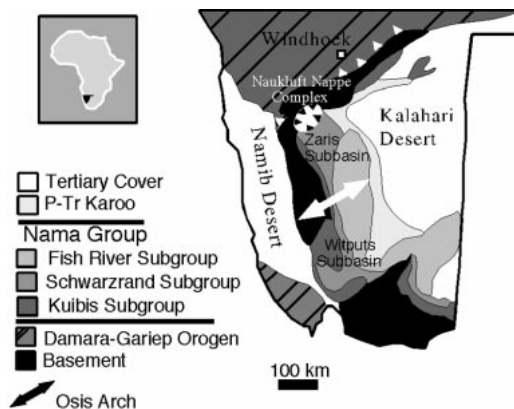 Windhoek
Naukluft Nappe
Complex
Zaris
Subbasin
Kalahari
Desert
Namib Desert
Witputs
Subbasin
Tertiary Cover
P-Tr Karoo
Nama Group
Fish River Subgroup
Schwarzrand Subgroup
Kuibis Subgroup
Damara-Gariep Orogen
Basement
Osis Arch
100 km